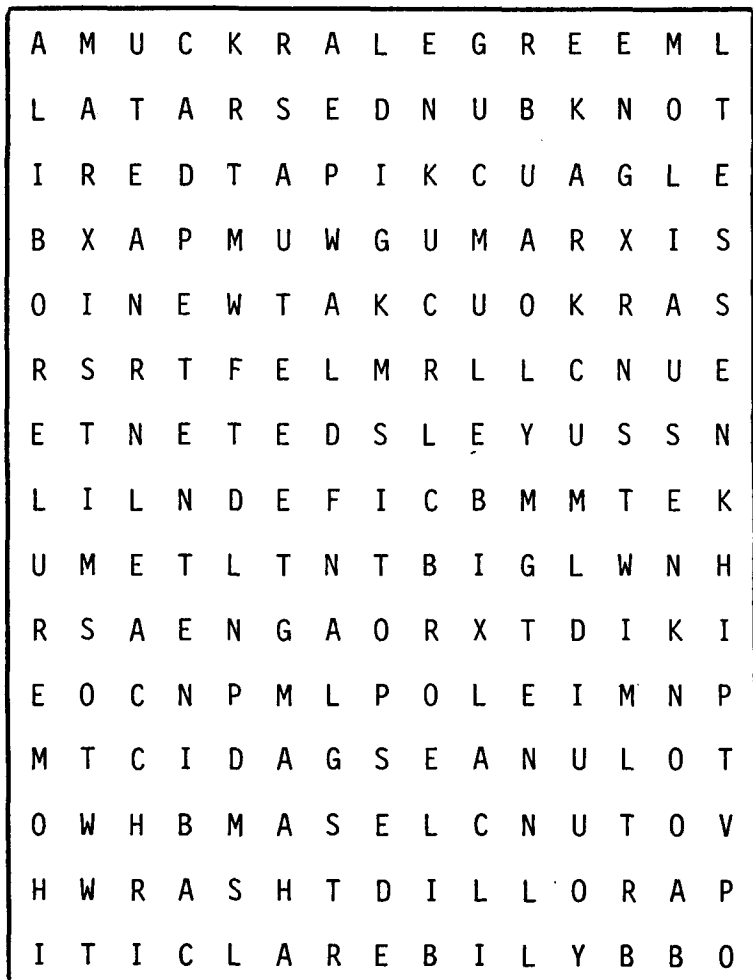 A M U C K R A L E G R E E M L
L A T A R S E D N U B K N O T
I R E D T A P I K C U A G L E
B X A P M U W G U M A R X I S
O I N E W T A K C U O K R A S
R S R T F E L M R L L C N U E
E T N E T E D S L E Y U S S N
L I L N D E F I C B M M T E K
U M E T L T N T B I G L W N H
R S A E N G A O R X T D I K I
E O C N P M L P O L E I M N P
M T C I D A G S E A N U L O T
O W H B M A S E L C N U T O V
H W R A S H T D I L L O R A P
I T I C L A R E B I L Y B B O